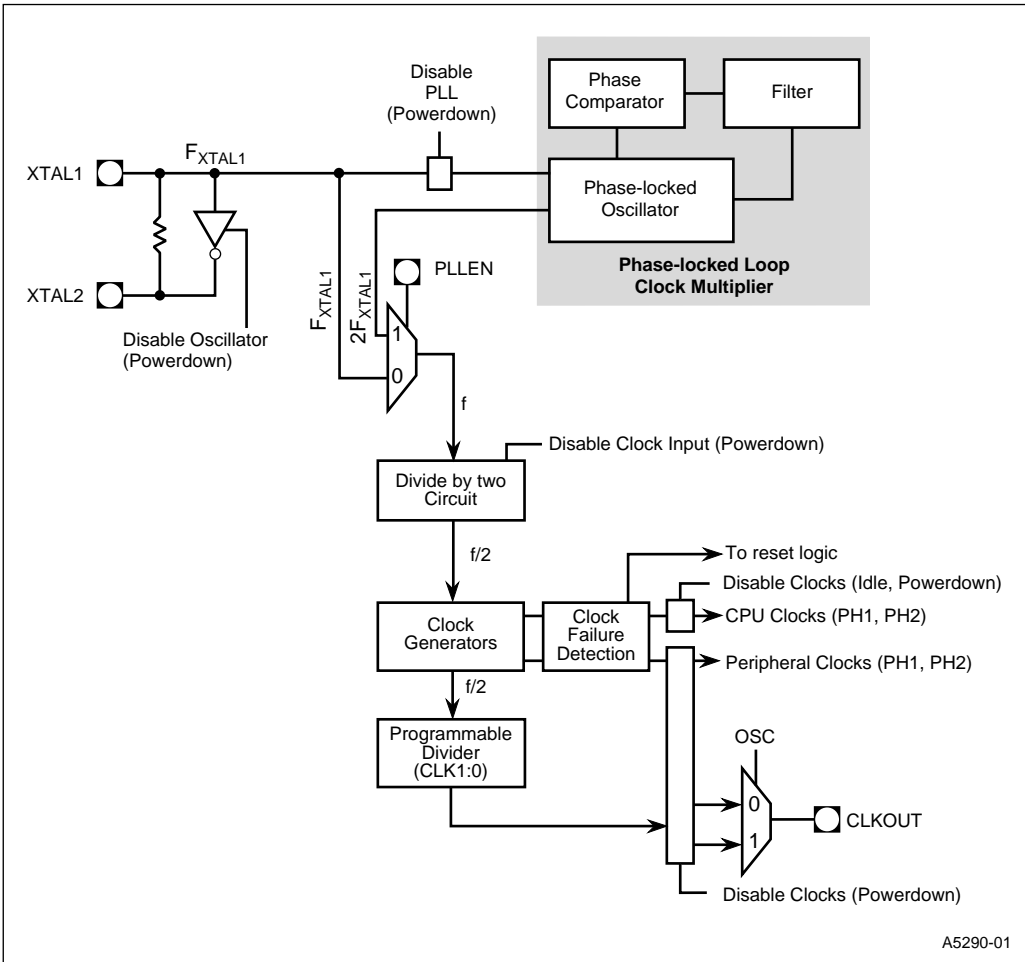 Disable
PLL
(Powerdown)
Phase
Comparator
Filter
XTAL1
FXTAL1
Phase-locked
Oscillator
Phase-locked Loop
Clock Multiplier
PLLEN
XTAL2
FXTAL1
2FXTAL1
Disable Oscillator
(Powerdown)
1
0
f
Disable Clock Input (Powerdown)
Divide by two
Circuit
f/2
To reset logic
Disable Clocks (Idle, Powerdown)
Clock
Generators
Clock
Failure
Detection
CPU Clocks (PH1, PH2)
Peripheral Clocks (PH1, PH2)
f/2
Programmable
Divider
(CLK1:0)
OSC
0
1
CLKOUT
Disable Clocks (Powerdown)
A5290-01